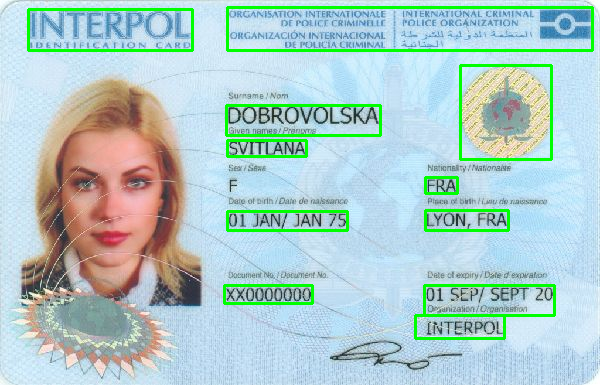 INTERPOL
IDENTIFICATION CARD
ORGANISATION INTERNATIONALE
DE POLICE CRIMINELLE
ORGANIZACIÓN INTERNACIONAL
DE POLICÍA CRIMINAL
INTERNATIONAL CRIMINAL
POLICE ORGANIZATION
المنظمة الدولية للشرطة
الجنائية
Surname / Nom
DOBROVOLSKA
Given names / Prénoms
SVITLANA
Sex / Sexe
F
Nationality / Nationalité
FRA
Date of birth / Date de naissance
01 JAN/ JAN 75
Place of birth / Lieu de naissance
LYON, FRA
Document No. / Document No.
XX0000000
Date of expiry / Date d'expiration
01 SEP/ SEPT 20
Organization / Organisation
INTERPOL